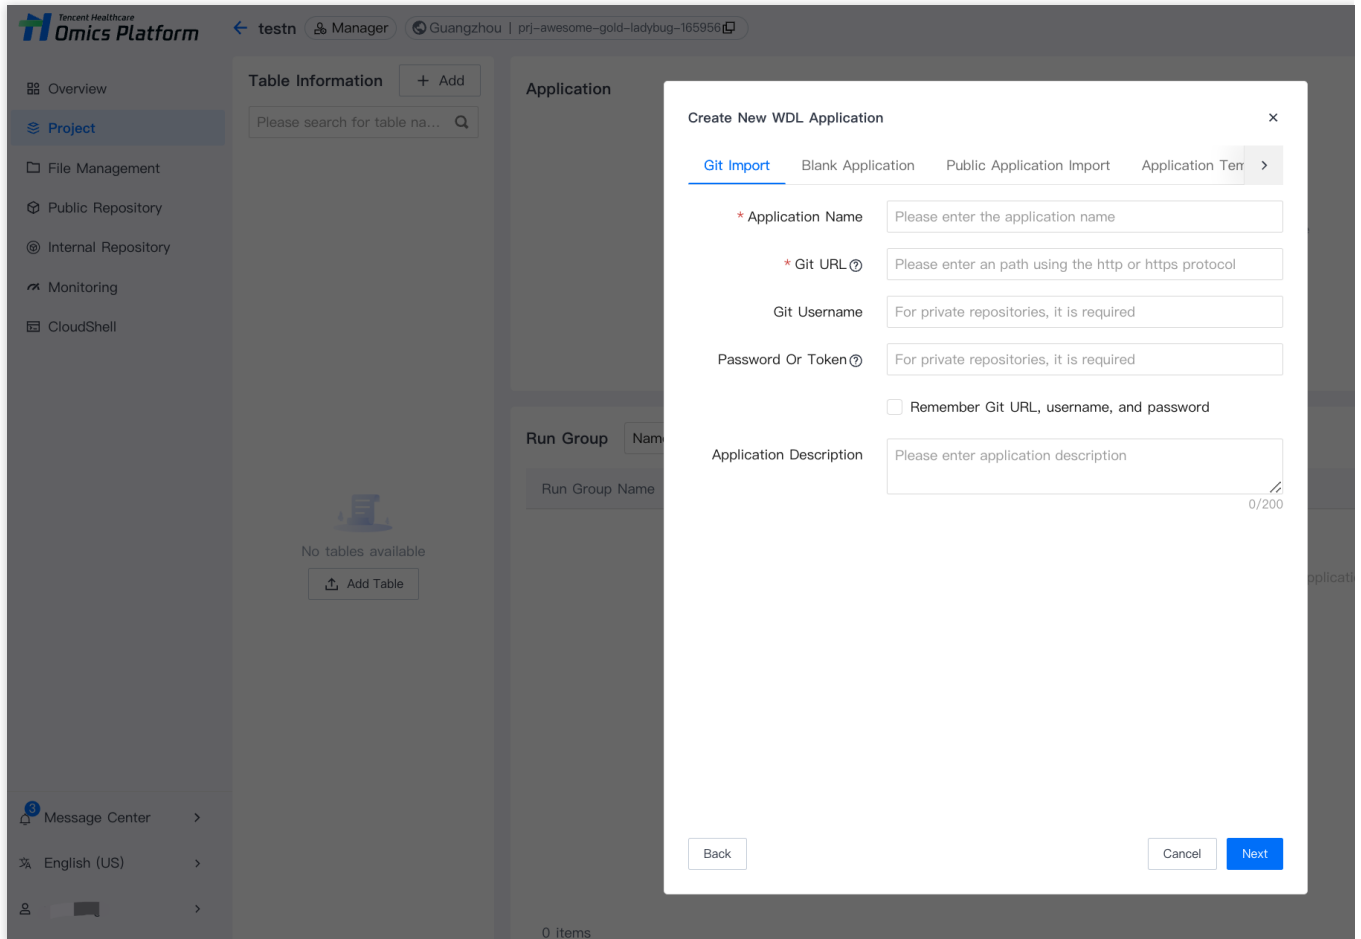 Tencent Healthcare
Omics Platform
testn
Manager
Guangzhou | prj-awesome-gold-ladybug-165956
Overview
Project
File Management
Public Repository
Internal Repository
Monitoring
CloudShell
Message Center
3
English (US)
Table Information
+ Add
Please search for table na...
No tables available
Add Table
Application
Run Group
Nam
Run Group Name
0 items
Create New WDL Application
Git Import
Blank Application
Public Application Import
Application Tem
* Application Name
Please enter the application name
* Git URL
Please enter an path using the http or https protocol
Git Username
For private repositories, it is required
Password Or Token
For private repositories, it is required
Remember Git URL, username, and password
Application Description
Please enter application description
0/200
Back
Cancel
Next